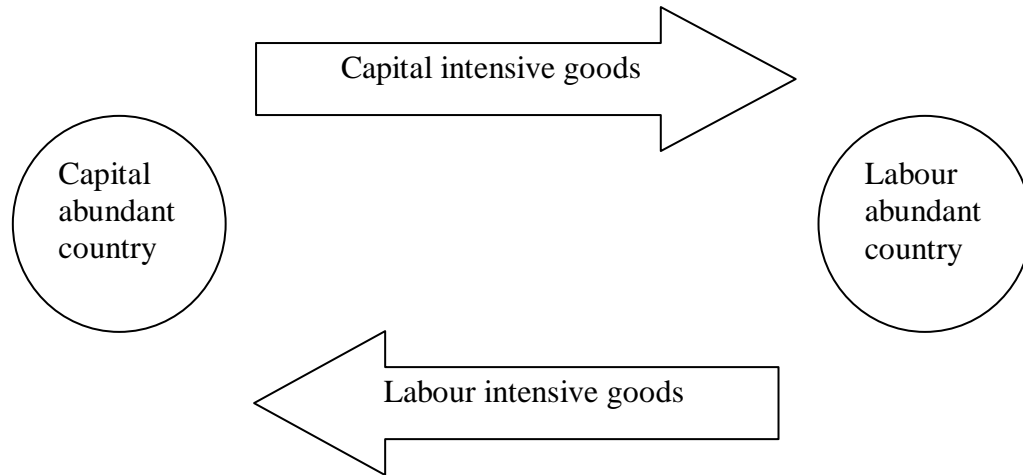 Capital intensive goods
Capital
abundant
country
Labour
abundant
country
Labour intensive goods